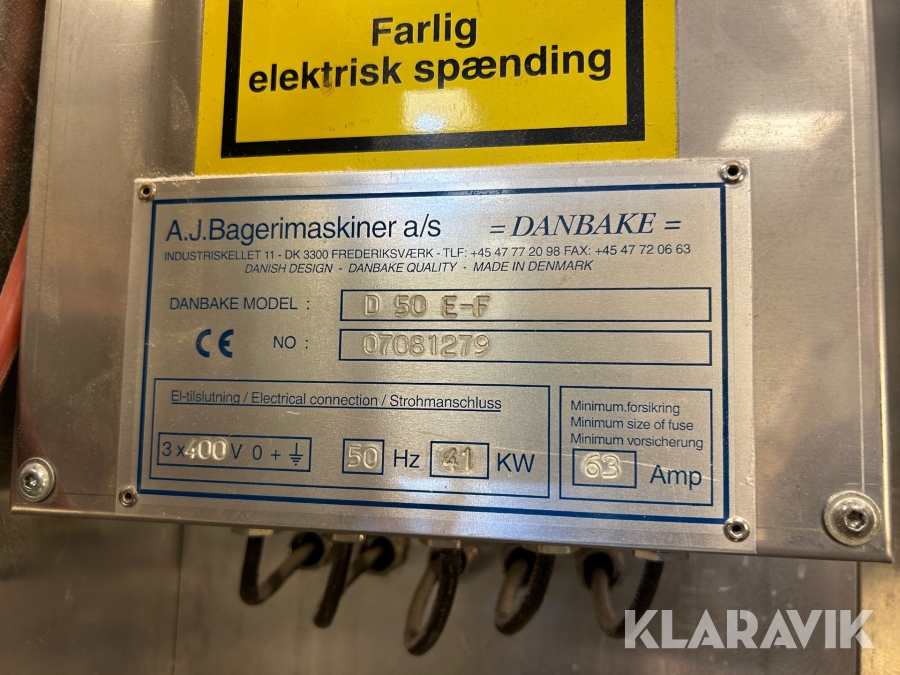 Farlig
elektrisk spænding
A.J.Bagerimaskiner a/s = DANBAKE =
INDUSTRISKELLET 11 - DK 3300 FREDERIKSVÆRK - TLF: +45 47 77 20 98 FAX: +45 47 72 06 63
DANISH DESIGN - DANBAKE QUALITY - MADE IN DENMARK
DANBAKE MODEL : D 50 E-F
CE NO : 07081279
El-tilslutning / Electrical connection / Strohmanschluss
3 x 400 V 0 + ⏚ 50 Hz 41 KW
Minimum.forsikring
Minimum size of fuse
Minimum vorsicherung
63 Amp
KLARAVIK